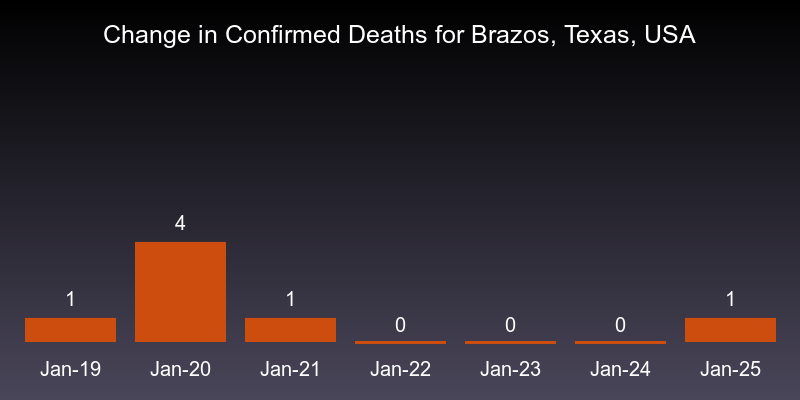 Change in Confirmed Deaths for Brazos, Texas, USA
1 4 1 0 0 0 1
Jan-19 Jan-20 Jan-21 Jan-22 Jan-23 Jan-24 Jan-25